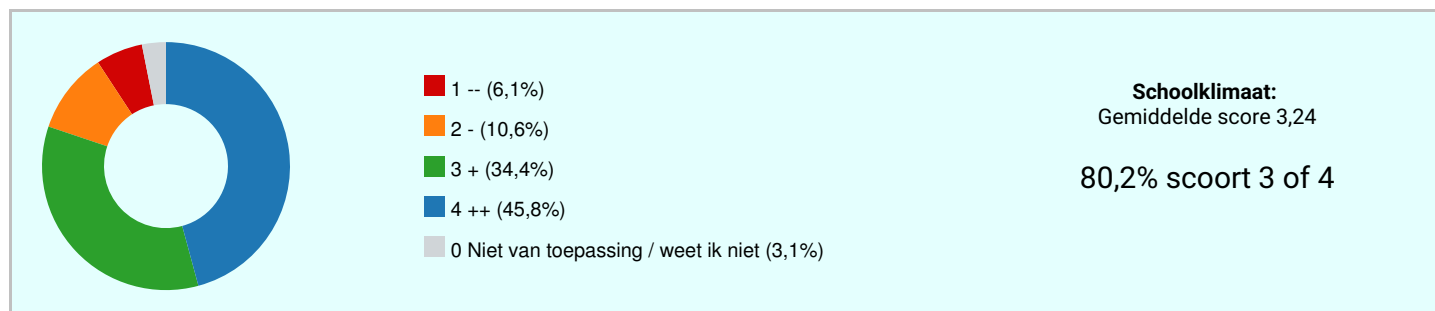 1 -- (6,1%)
2 - (10,6%)
3 + (34,4%)
4 ++ (45,8%)
0 Niet van toepassing / weet ik niet (3,1%)
Schoolklimaat:
Gemiddelde score 3,24
80,2% scoort 3 of 4